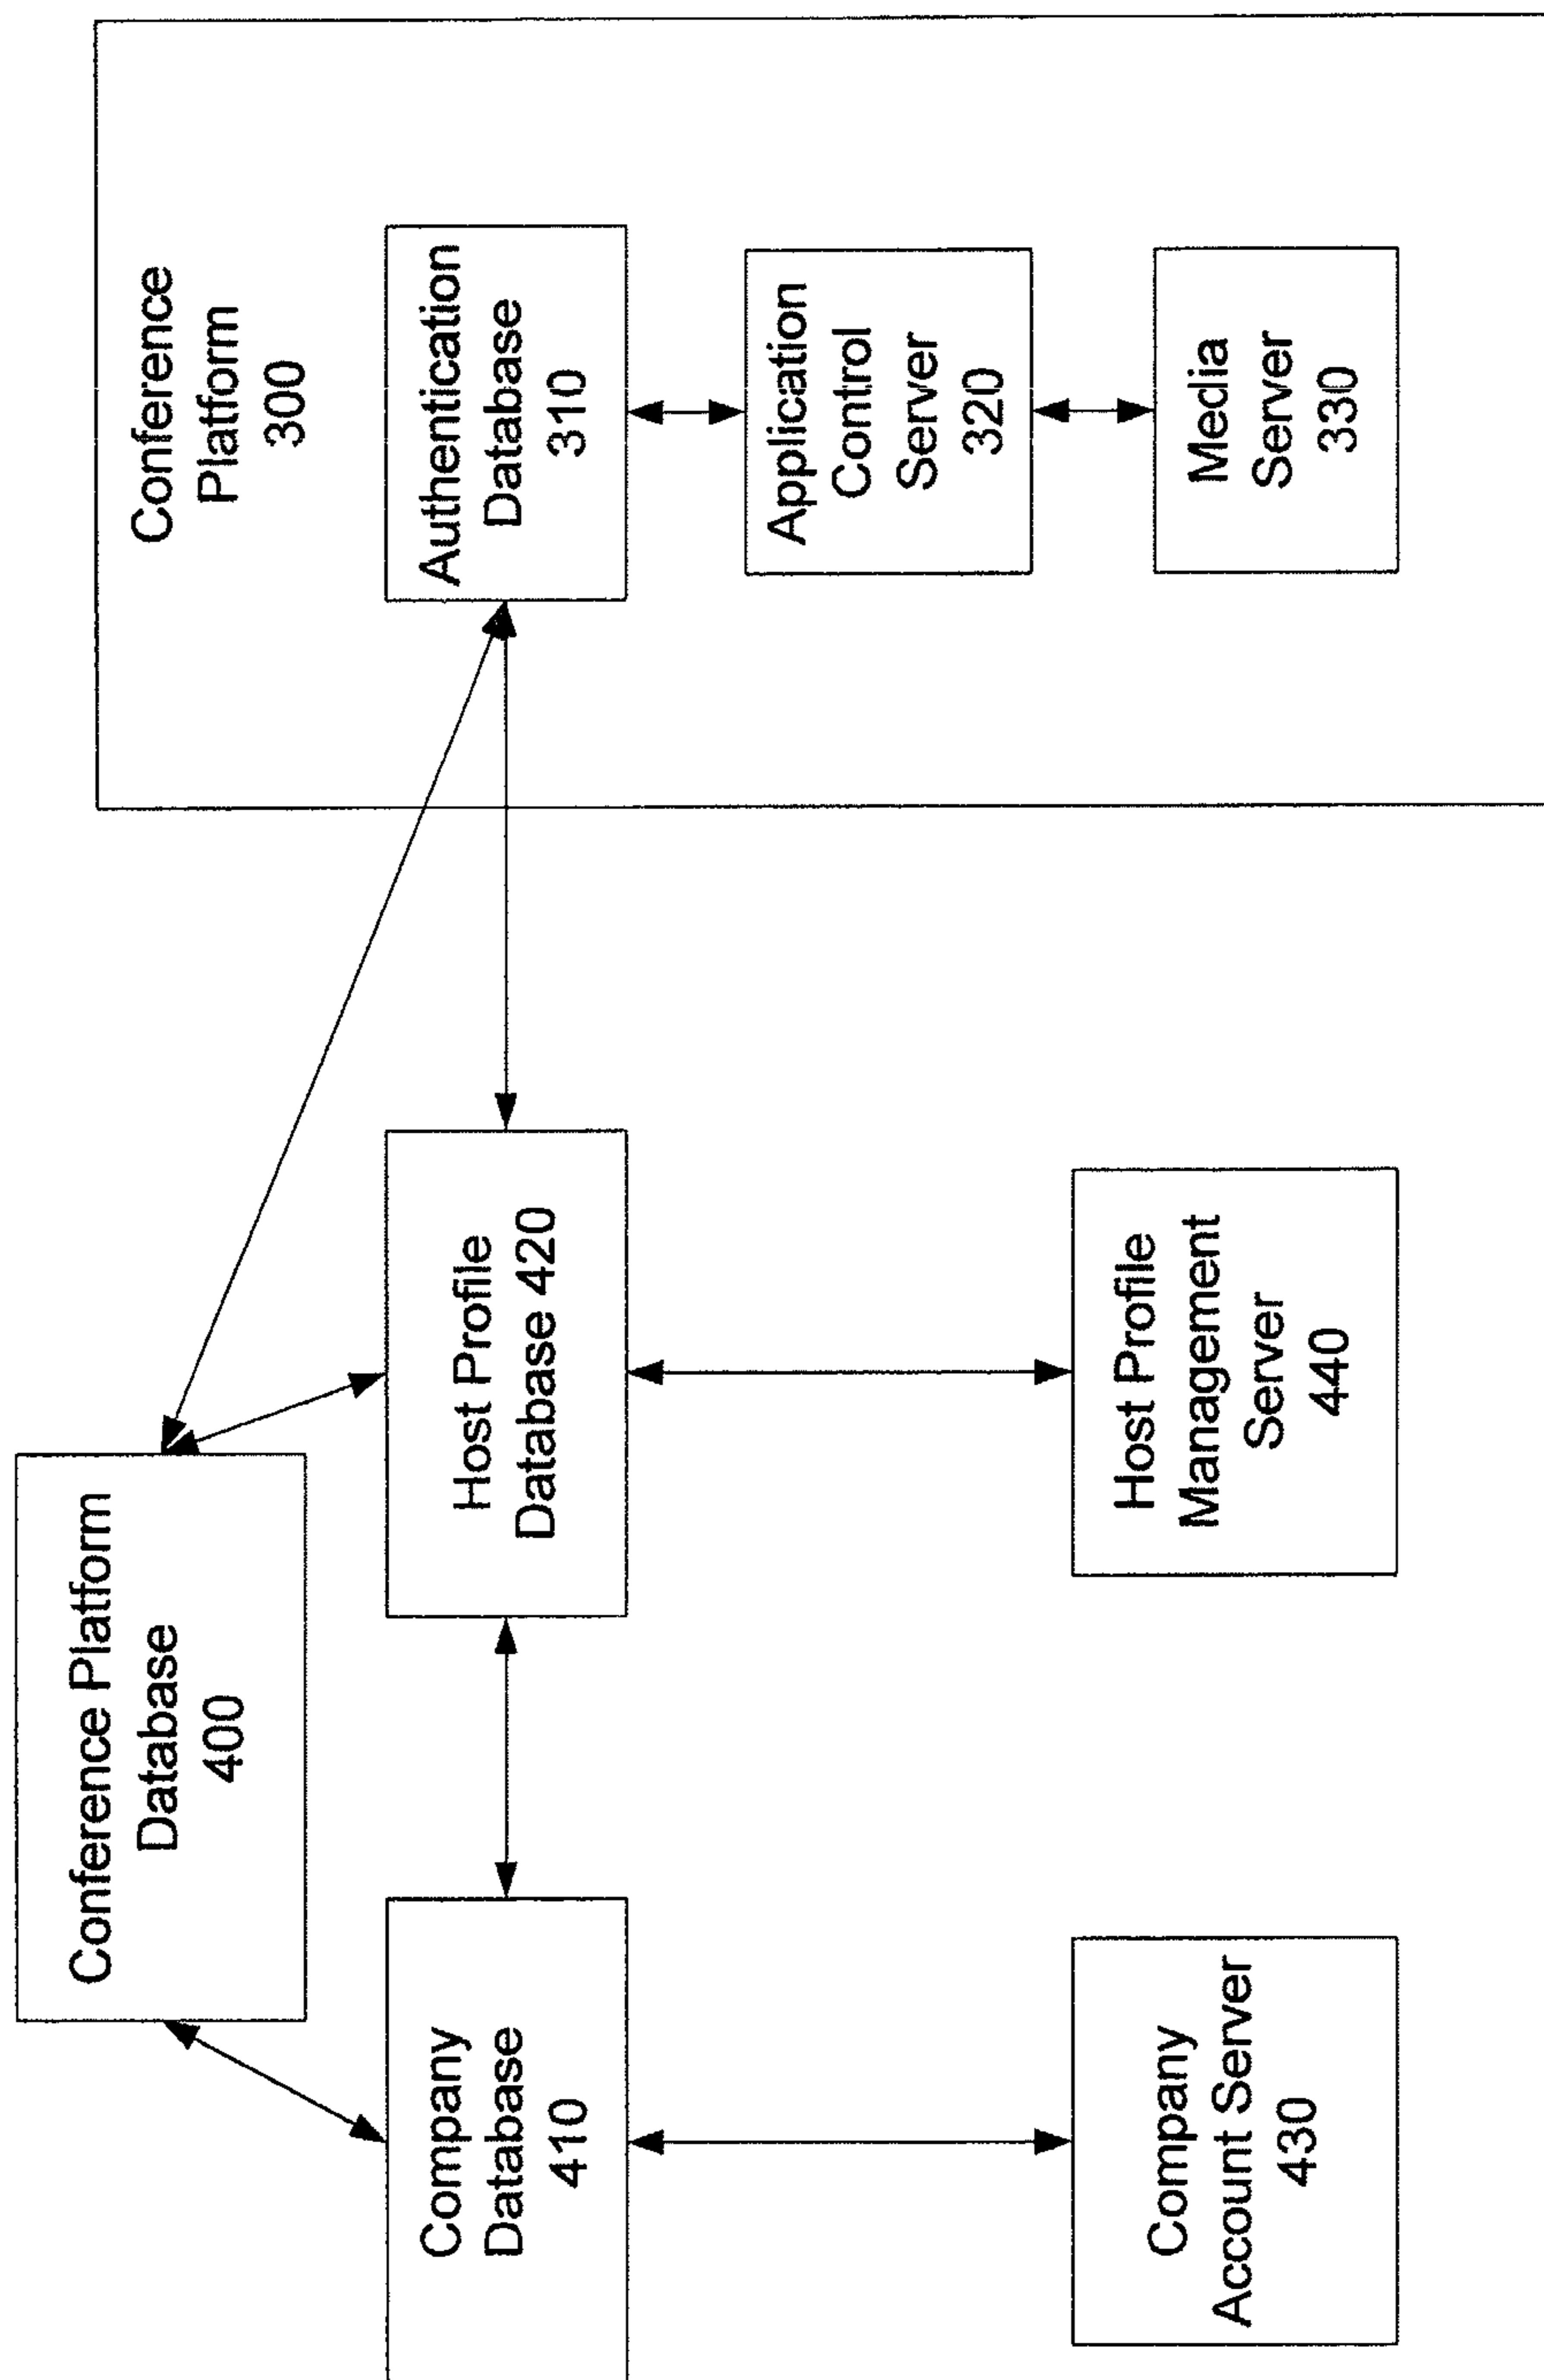 Conference Platform
Database
400
Conference
Platform
300
Company
Database
410
Host Profile
Database 420
Authentication
Database
310
Application
Control
Server
320
Company
Account Server
430
Host Profile
Management
Server
440
Media
Server
330